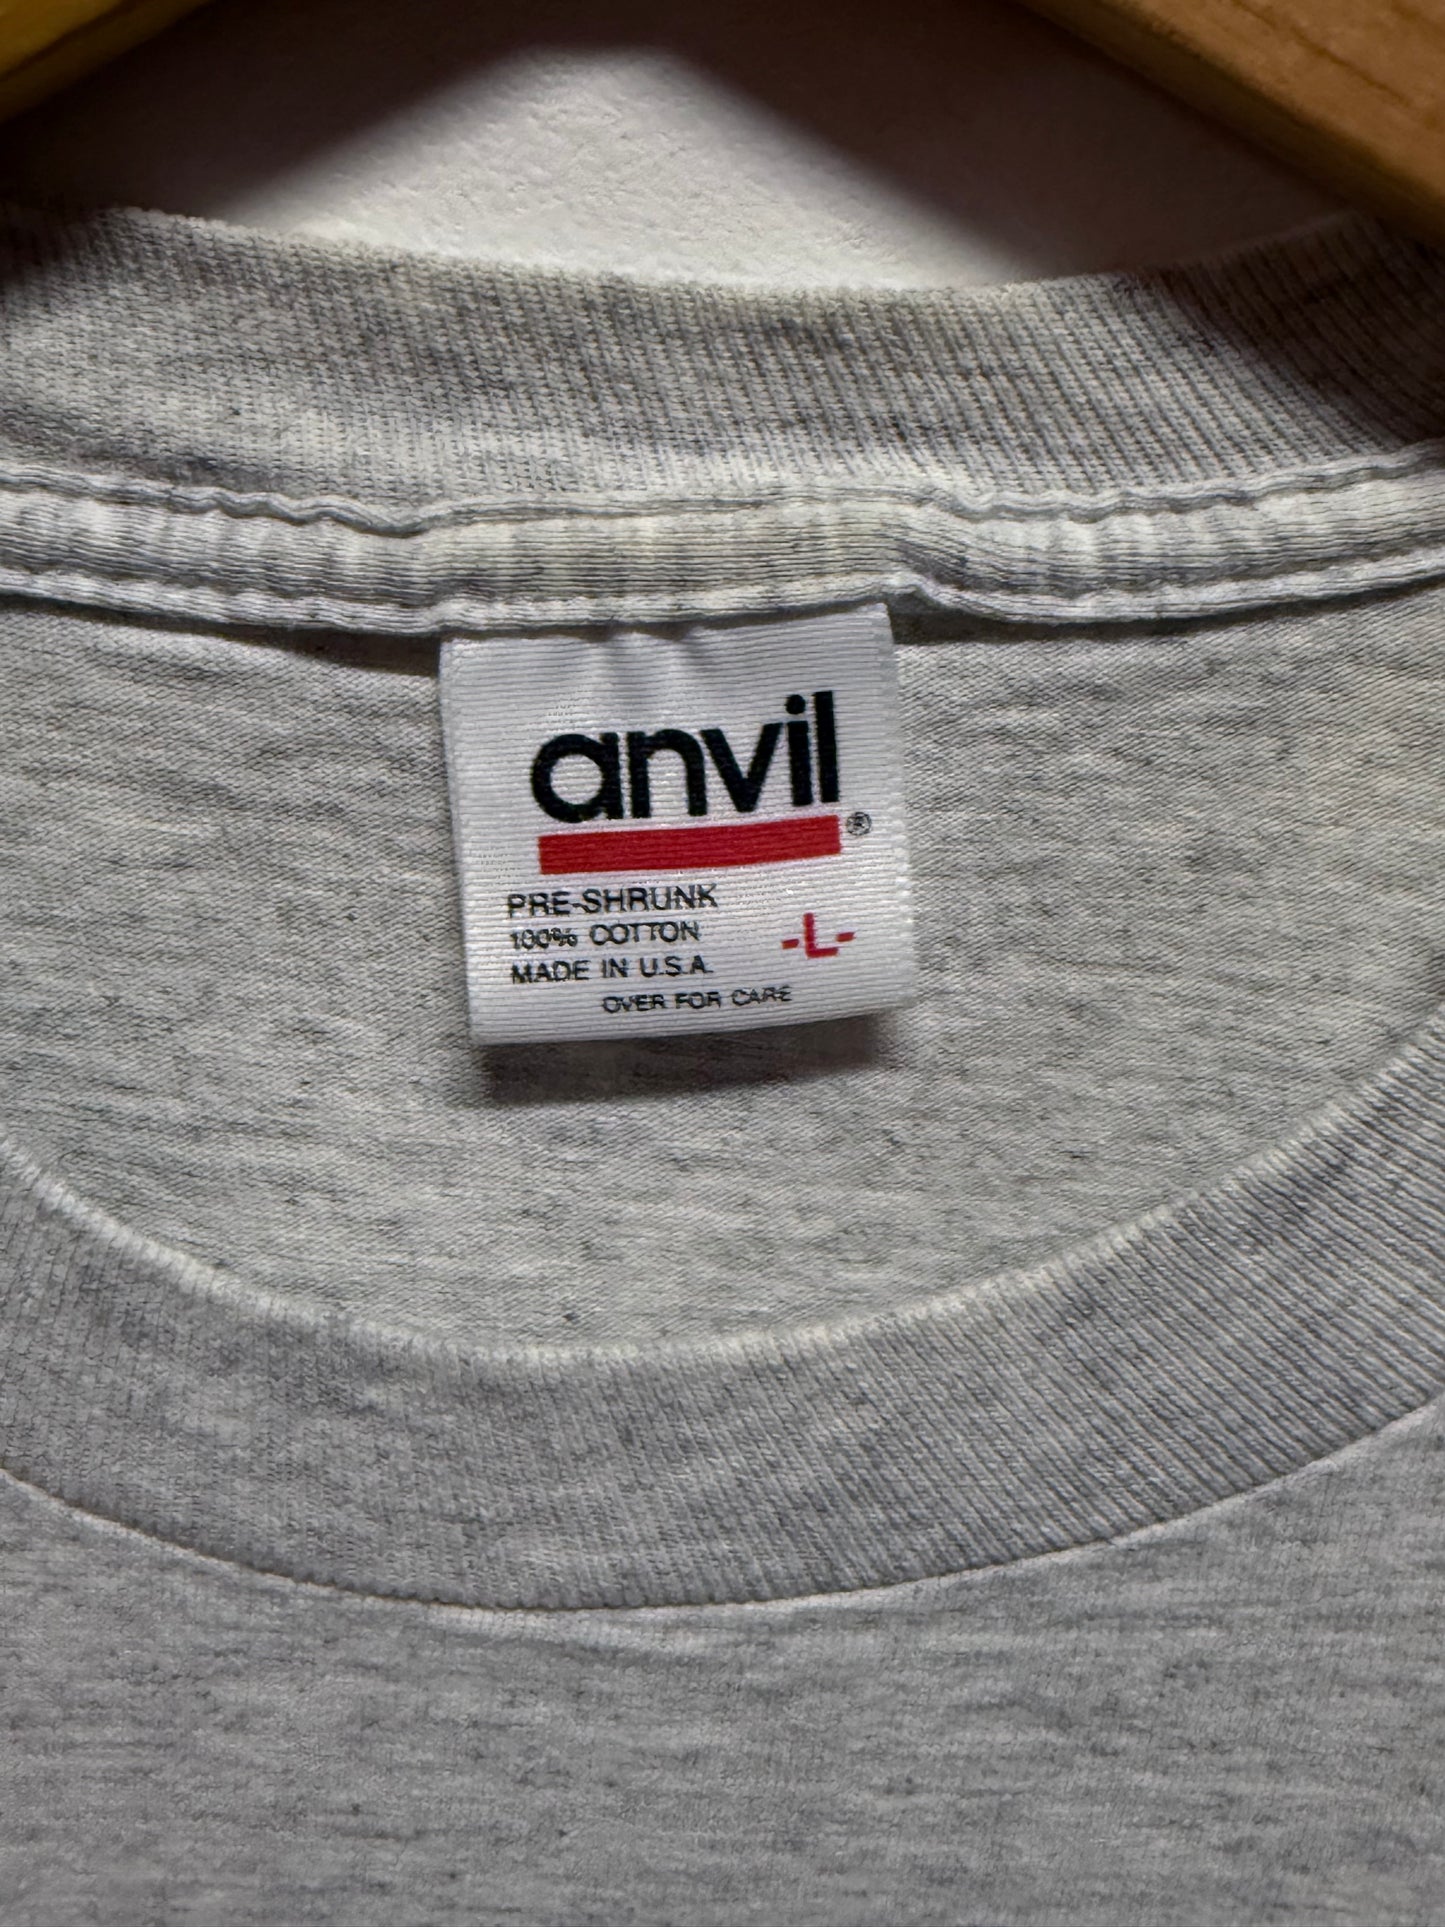 anvil®
PRE-SHRUNK
100% COTTON
MADE IN U.S.A.
-L-
OVER FOR CARE